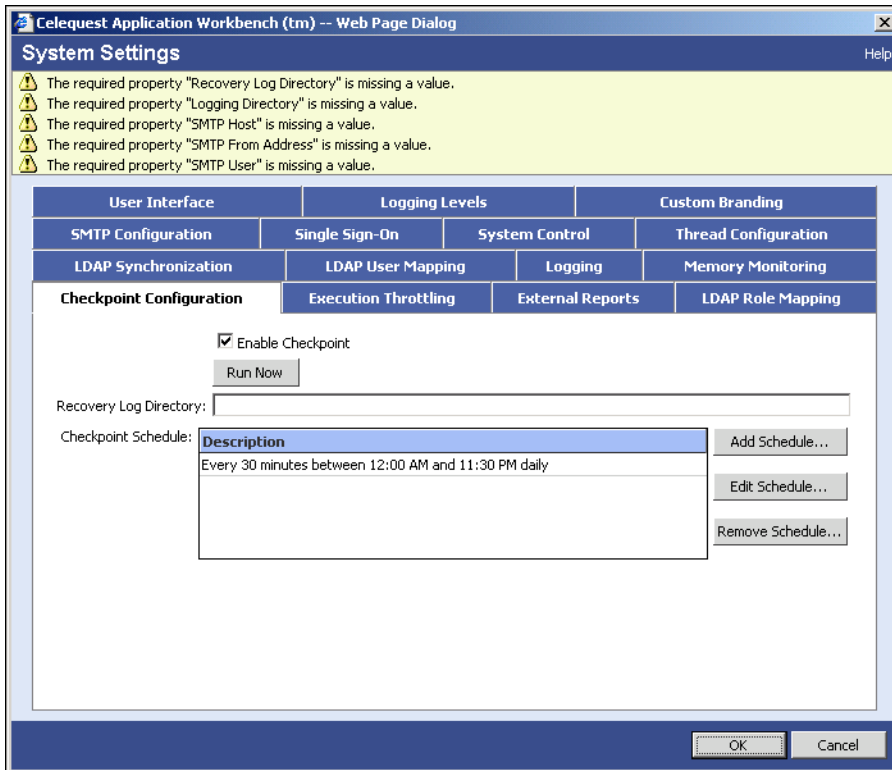 Celequest Application Workbench (tm) -- Web Page Dialog
System Settings
Help
The required property "Recovery Log Directory" is missing a value.
The required property "Logging Directory" is missing a value.
The required property "SMTP Host" is missing a value.
The required property "SMTP From Address" is missing a value.
The required property "SMTP User" is missing a value.
User Interface Logging Levels Custom Branding
SMTP Configuration Single Sign-On System Control Thread Configuration
LDAP Synchronization LDAP User Mapping Logging Memory Monitoring
Checkpoint Configuration Execution Throttling External Reports LDAP Role Mapping
Enable Checkpoint
Run Now
Recovery Log Directory:
Checkpoint Schedule:
Description
Every 30 minutes between 12:00 AM and 11:30 PM daily
Add Schedule...
Edit Schedule...
Remove Schedule...
OK Cancel